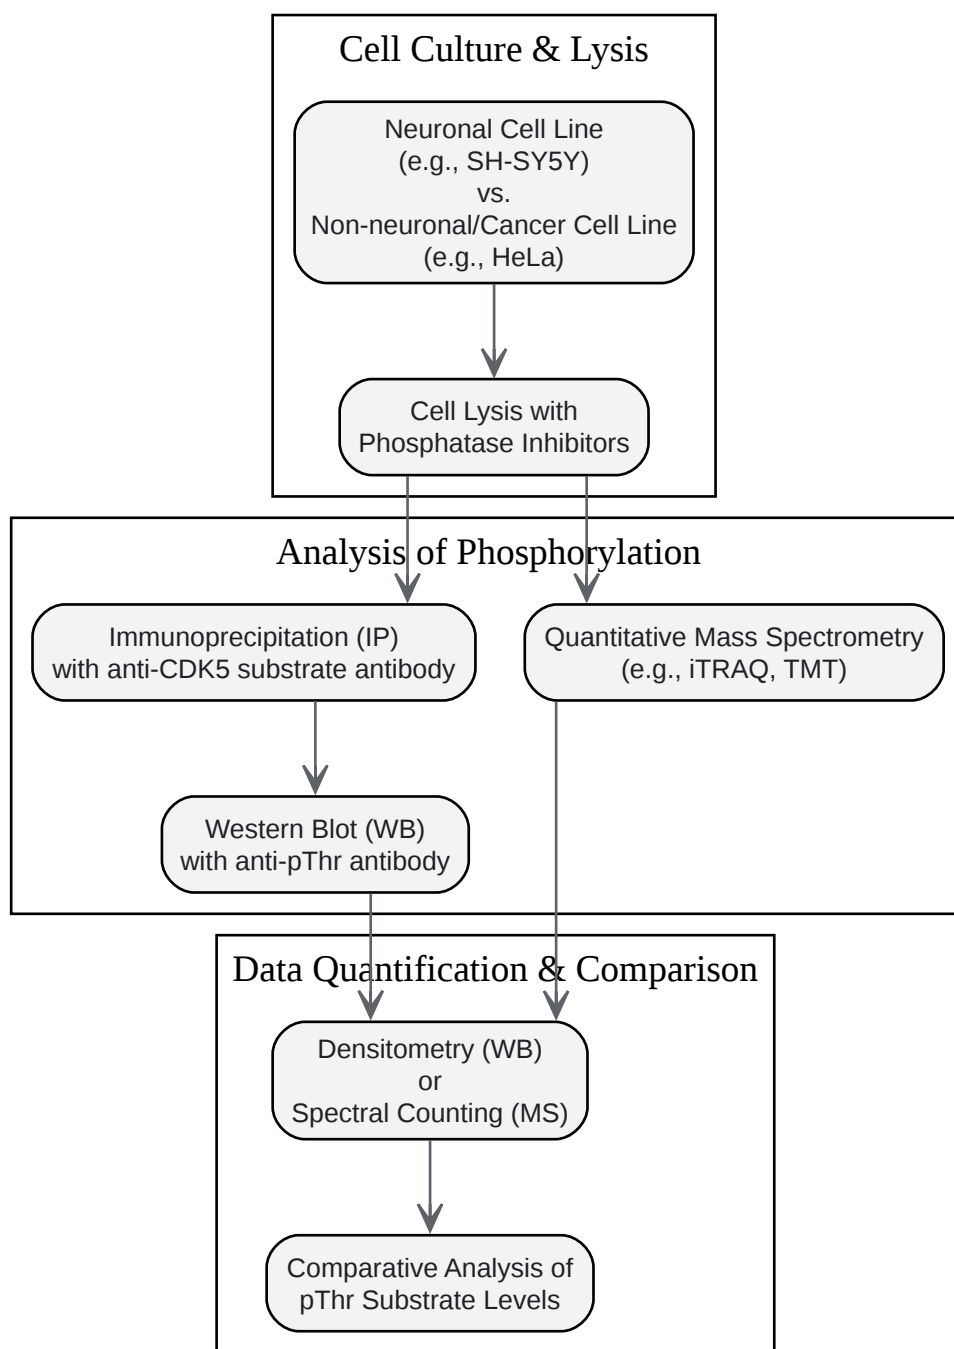 Cell Culture & Lysis
Neuronal Cell Line
(e.g., SH-SY5Y)
vs.
Non-neuronal/Cancer Cell Line
(e.g., HeLa)
Cell Lysis with
Phosphatase Inhibitors
Analysis of Phosphorylation
Immunoprecipitation (IP)
with anti-CDK5 substrate antibody
Quantitative Mass Spectrometry
(e.g., iTRAQ, TMT)
Western Blot (WB)
with anti-pThr antibody
Data Quantification & Comparison
Densitometry (WB)
or
Spectral Counting (MS)
Comparative Analysis of
pThr Substrate Levels